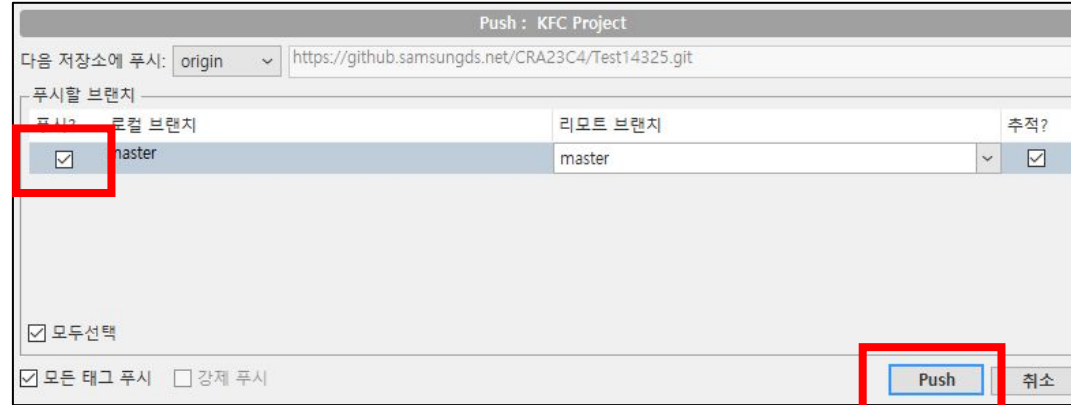 Push : KFC Project
다음 저장소에 푸시: origin https://github.samsungds.net/CRA23C4/Test14325.git
푸시할 브랜치
푸시? 로컬 브랜치 리모트 브랜치 추적?
master master
모두선택
모든 태그 푸시 강제 푸시 Push 취소